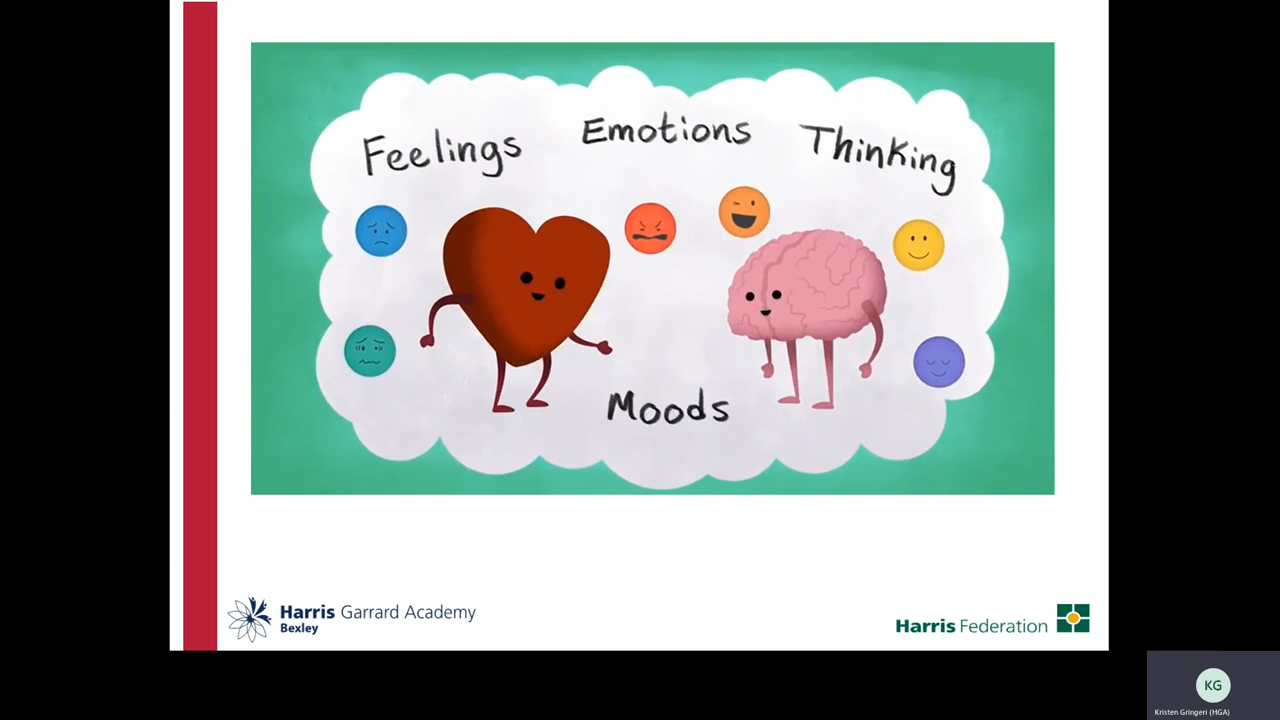 Feelings
Emotions
Thinking
Moods
Harris Garrard Academy
Bexley
Harris Federation
KG
Kristen Gringeri (HGA)